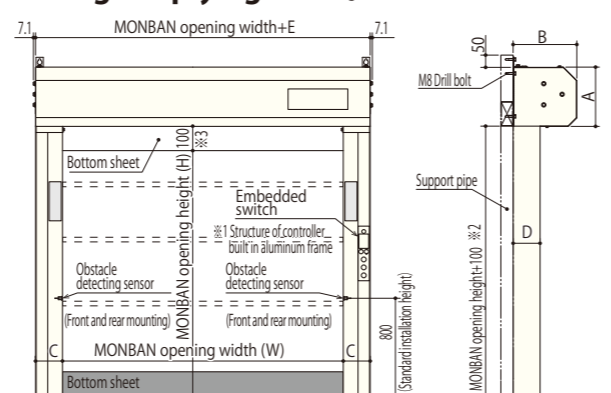 7.1
MONBAN opening width+E
7.1
50
B
M8 Drill bolt
A
100
※3
Bottom sheet
MONBAN opening height (H)
Embedded
switch
※1 Structure of controller
built in aluminum frame
Support pipe
D
Obstacle
detecting sensor
Obstacle
detecting sensor
(Front and rear mounting)
(Front and rear mounting)
800
(Standard installation height)
MONBAN opening height+100 ※2
C
MONBAN opening width (W)
C
Bottom sheet